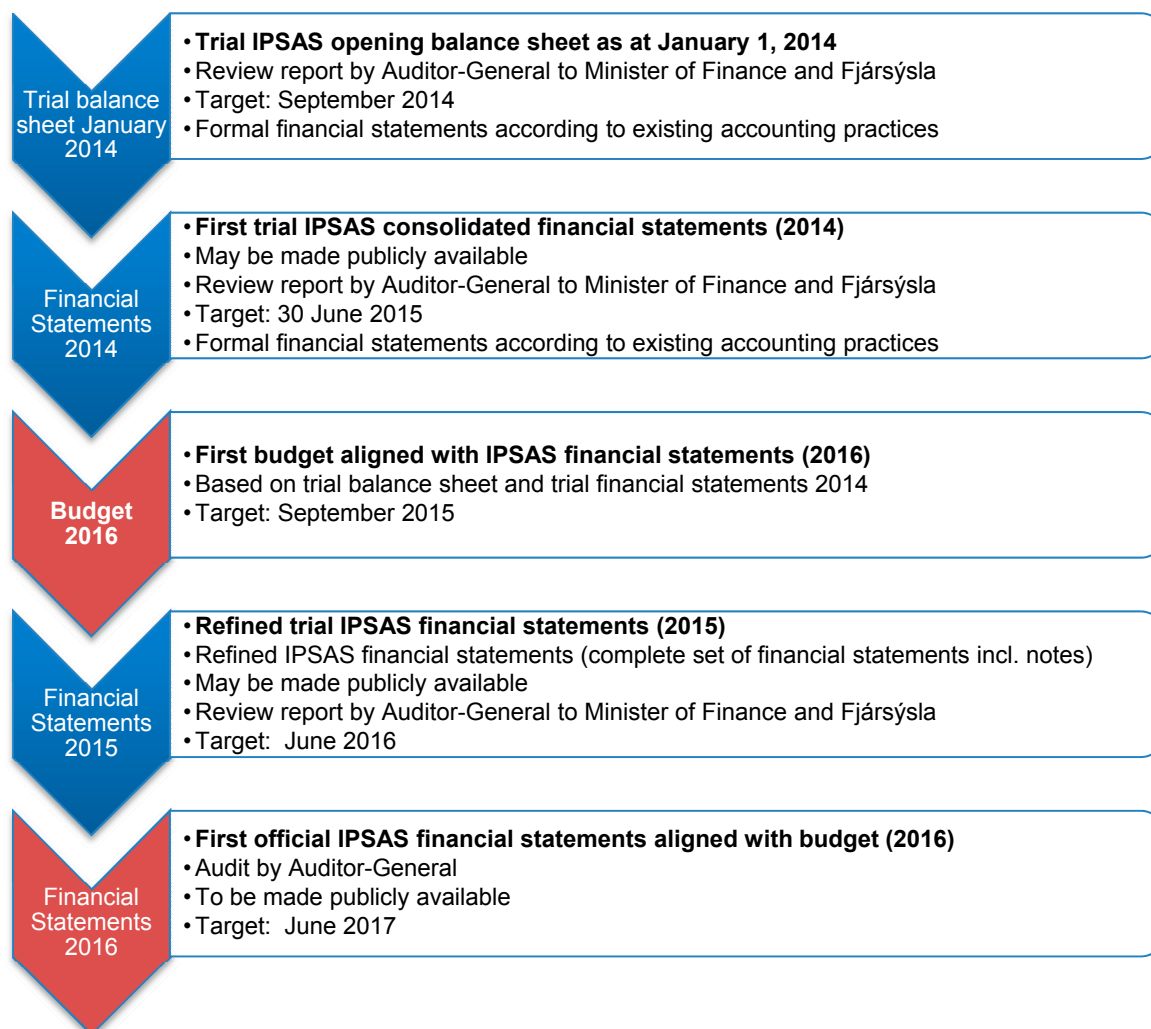 Trial balance
sheet January
2014
• Trial IPSAS opening balance sheet as at January 1, 2014
• Review report by Auditor-General to Minister of Finance and Fjársýsla
• Target: September 2014
• Formal financial statements according to existing accounting practices
Financial
Statements
2014
• First trial IPSAS consolidated financial statements (2014)
• May be made publicly available
• Review report by Auditor-General to Minister of Finance and Fjársýsla
• Target: 30 June 2015
• Formal financial statements according to existing accounting practices
Budget
2016
• First budget aligned with IPSAS financial statements (2016)
• Based on trial balance sheet and trial financial statements 2014
• Target: September 2015
Financial
Statements
2015
• Refined trial IPSAS financial statements (2015)
• Refined IPSAS financial statements (complete set of financial statements incl. notes)
• May be made publicly available
• Review report by Auditor-General to Minister of Finance and Fjársýsla
• Target:  June 2016
Financial
Statements
2016
• First official IPSAS financial statements aligned with budget (2016)
• Audit by Auditor-General
• To be made publicly available
• Target:  June 2017